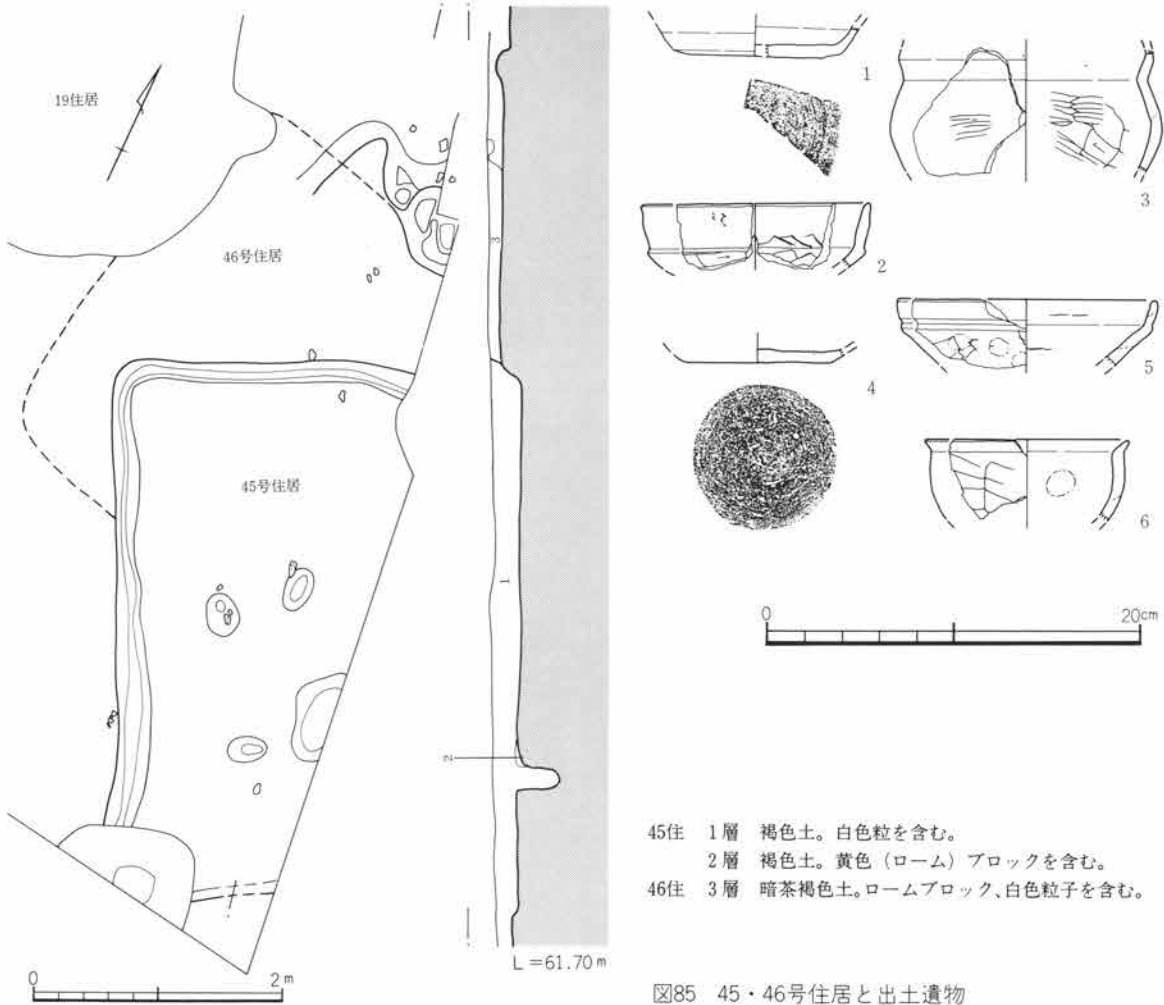 19住居
46号住居
45号住居
3
1
2
L=61.70m
0 2m
1
2
3
4
5
6
0 20cm
45住 1層 褐色土。白色粒を含む。
2層 褐色土。黄色（ローム）ブロックを含む。
46住 3層 暗茶褐色土。ロームブロック、白色粒子を含む。
図85 45・46号住居と出土遺物